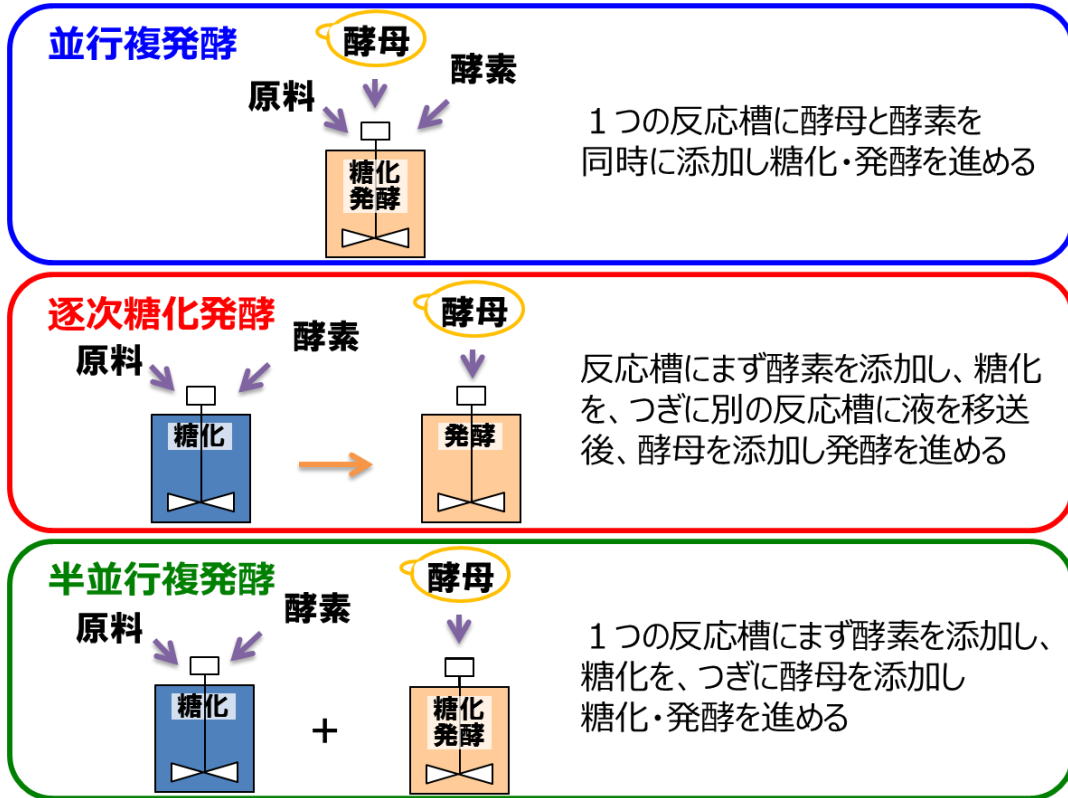 並行複発酵
酵母
酵素
原料
糖化
発酵
１つの反応槽に酵母と酵素を
同時に添加し糖化・発酵を進める
逐次糖化発酵
酵母
酵素
原料
糖化
発酵
反応槽にまず酵素を添加し、糖化
を、つぎに別の反応槽に液を移送
後、酵母を添加し発酵を進める
半並行複発酵
酵母
酵素
原料
糖化
+
糖化
発酵
１つの反応槽にまず酵素を添加し、
糖化を、つぎに酵母を添加し
糖化・発酵を進める